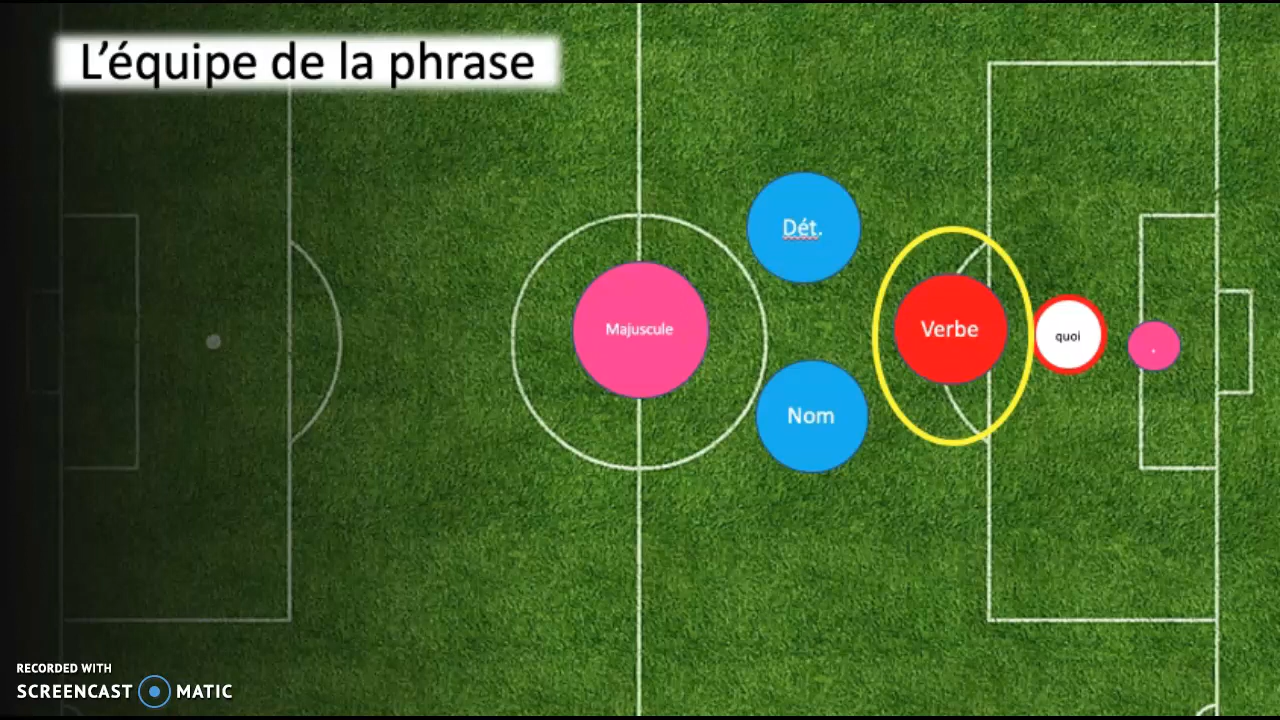 L'équipe de la phrase
Dét.
Majuscule
Verbe
quoi
.
Nom
RECORDED WITH
SCREENCAST MATIC